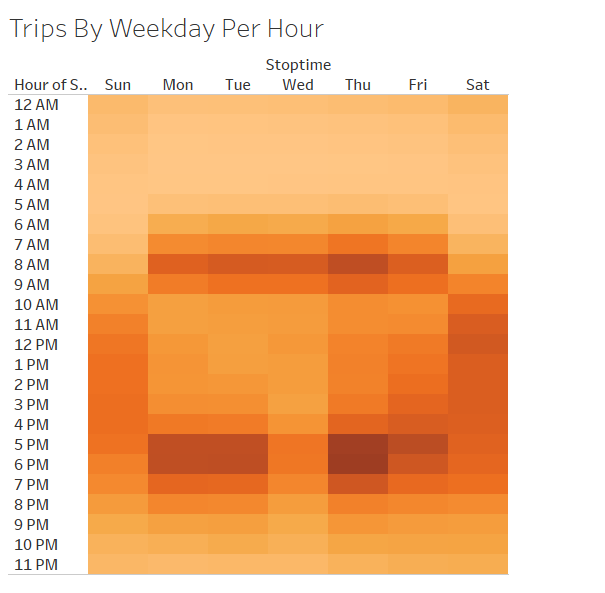 Trips By Weekday Per Hour
Stoptime
Hour of S.. Sun Mon Tue Wed Thu Fri Sat
12 AM
1 AM
2 AM
3 AM
4 AM
5 AM
6 AM
7 AM
8 AM
9 AM
10 AM
11 AM
12 PM
1 PM
2 PM
3 PM
4 PM
5 PM
6 PM
7 PM
8 PM
9 PM
10 PM
11 PM